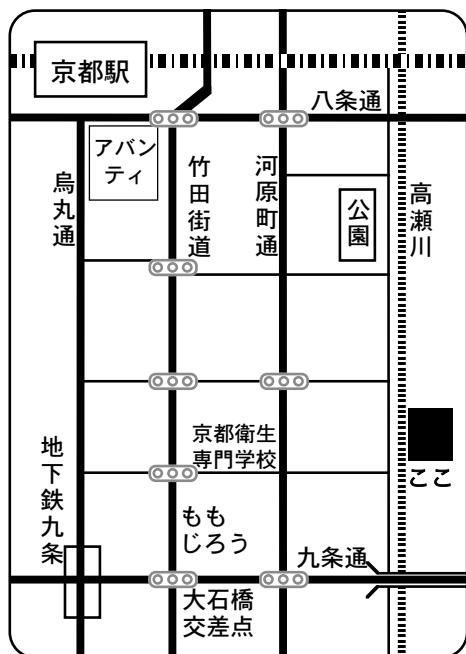 京都駅
八条通
アバン
ティ
烏丸通
竹田街道
河原町通
公園
高瀬川
京都衛生
専門学校
ここ
地下鉄九条
もも
じろう
九条通
大石橋
交差点